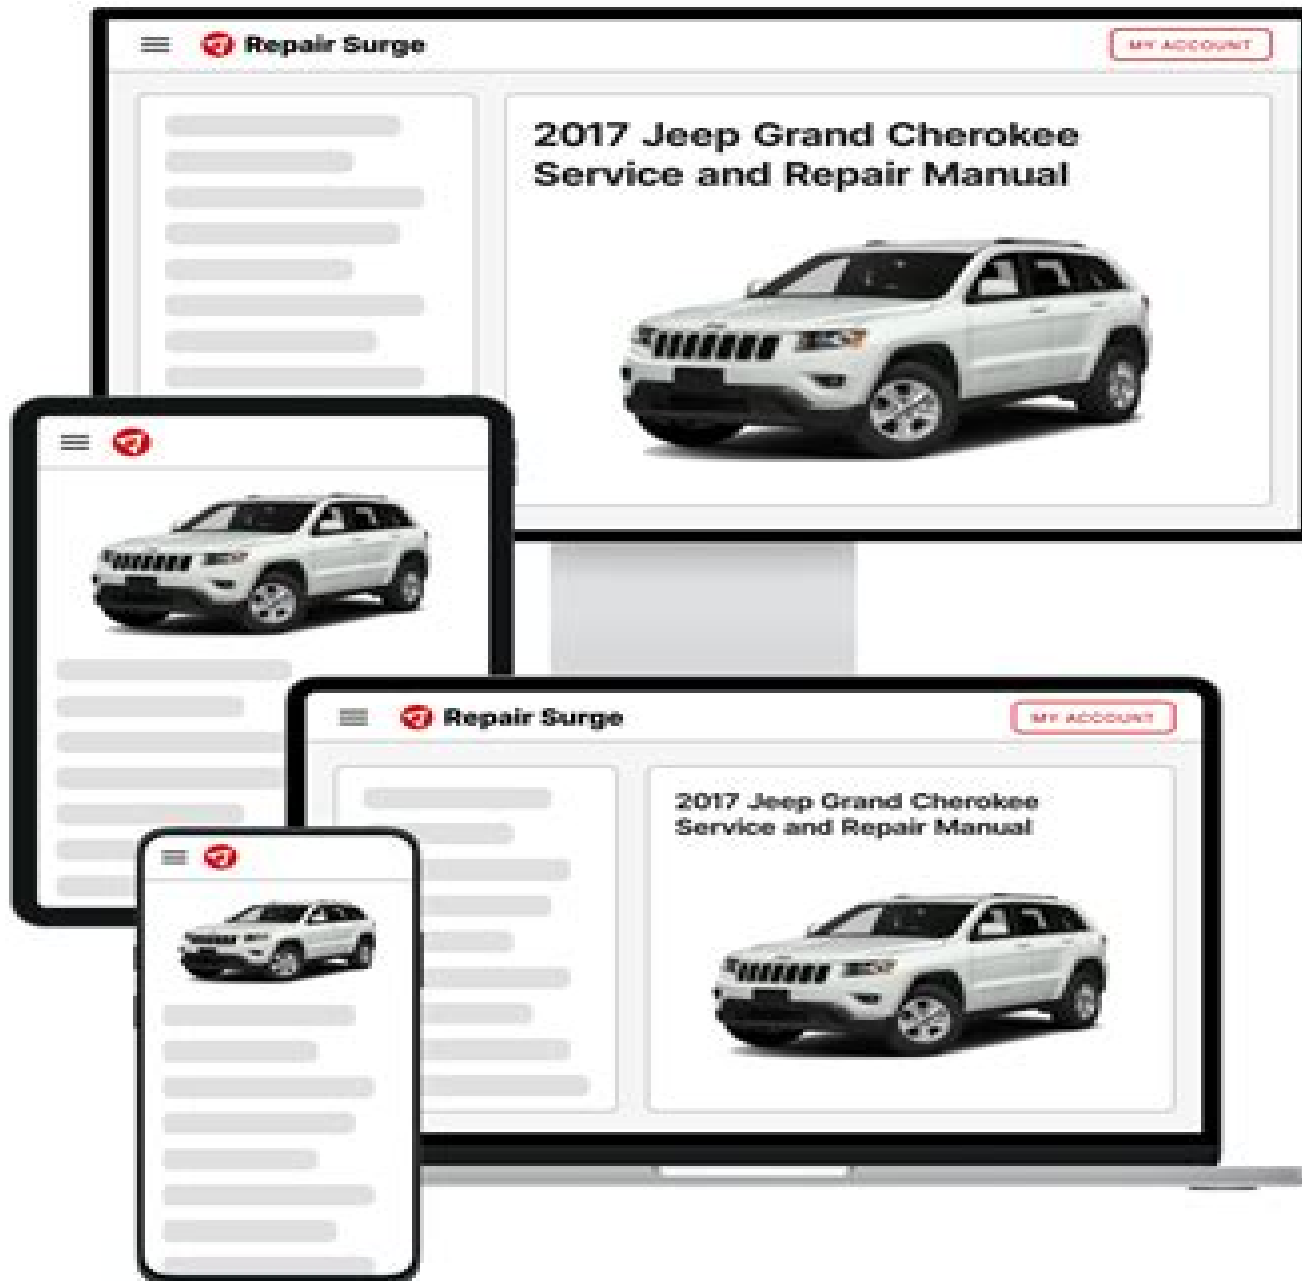 Repair Surge
MY ACCOUNT
2017 Jeep Grand Cherokee
Service and Repair Manual
Repair Surge
MY ACCOUNT
2017 Jeep Grand Cherokee
Service and Repair Manual